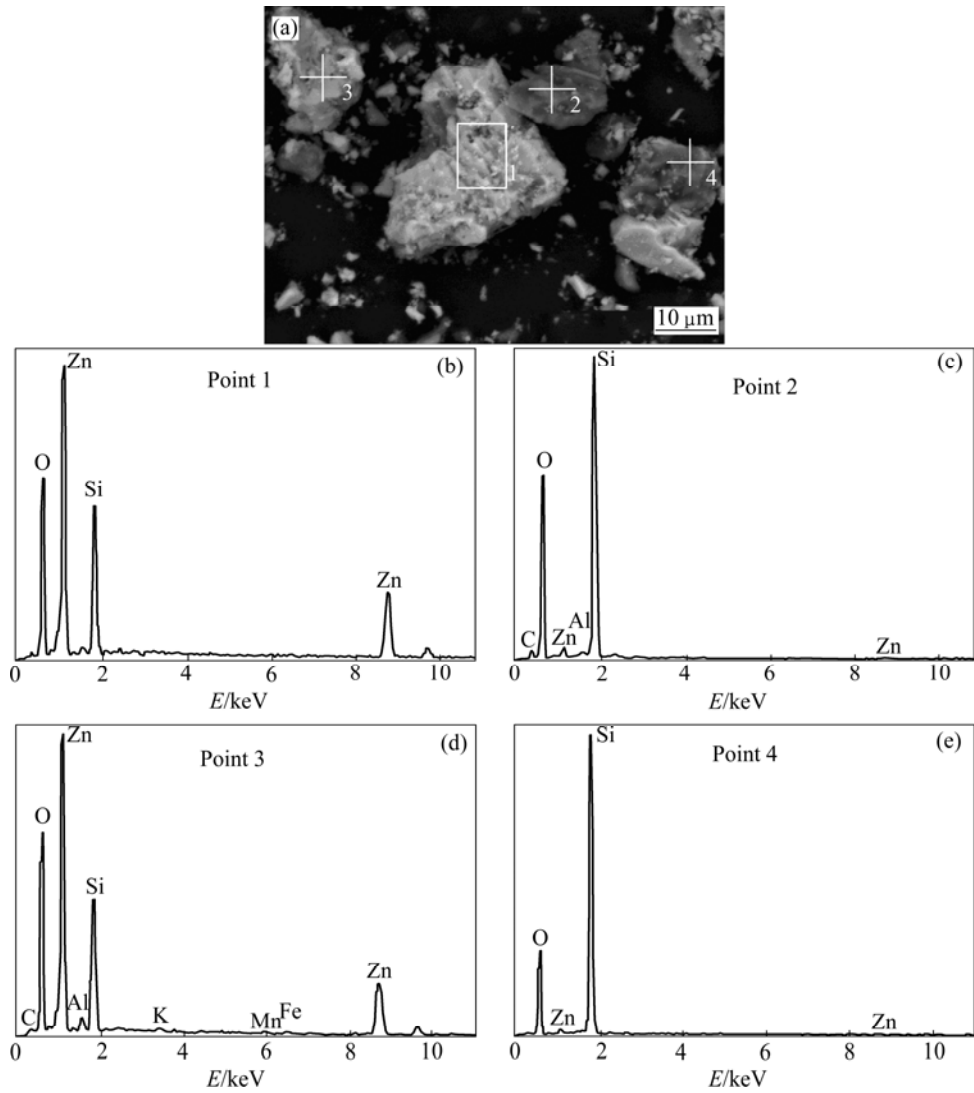 (a)
3
2
1
4
10 μm
Zn
(b)
Point 1
O
Si
Zn
0 2 4 6 8 10
E/keV
Si
(c)
Point 2
O
C Zn Al
Zn
0 2 4 6 8 10
E/keV
Zn
(d)
Point 3
O
Si
Zn
C Al K Mn Fe
0 2 4 6 8 10
E/keV
Si
(e)
Point 4
O
Zn
Zn
0 2 4 6 8 10
E/keV